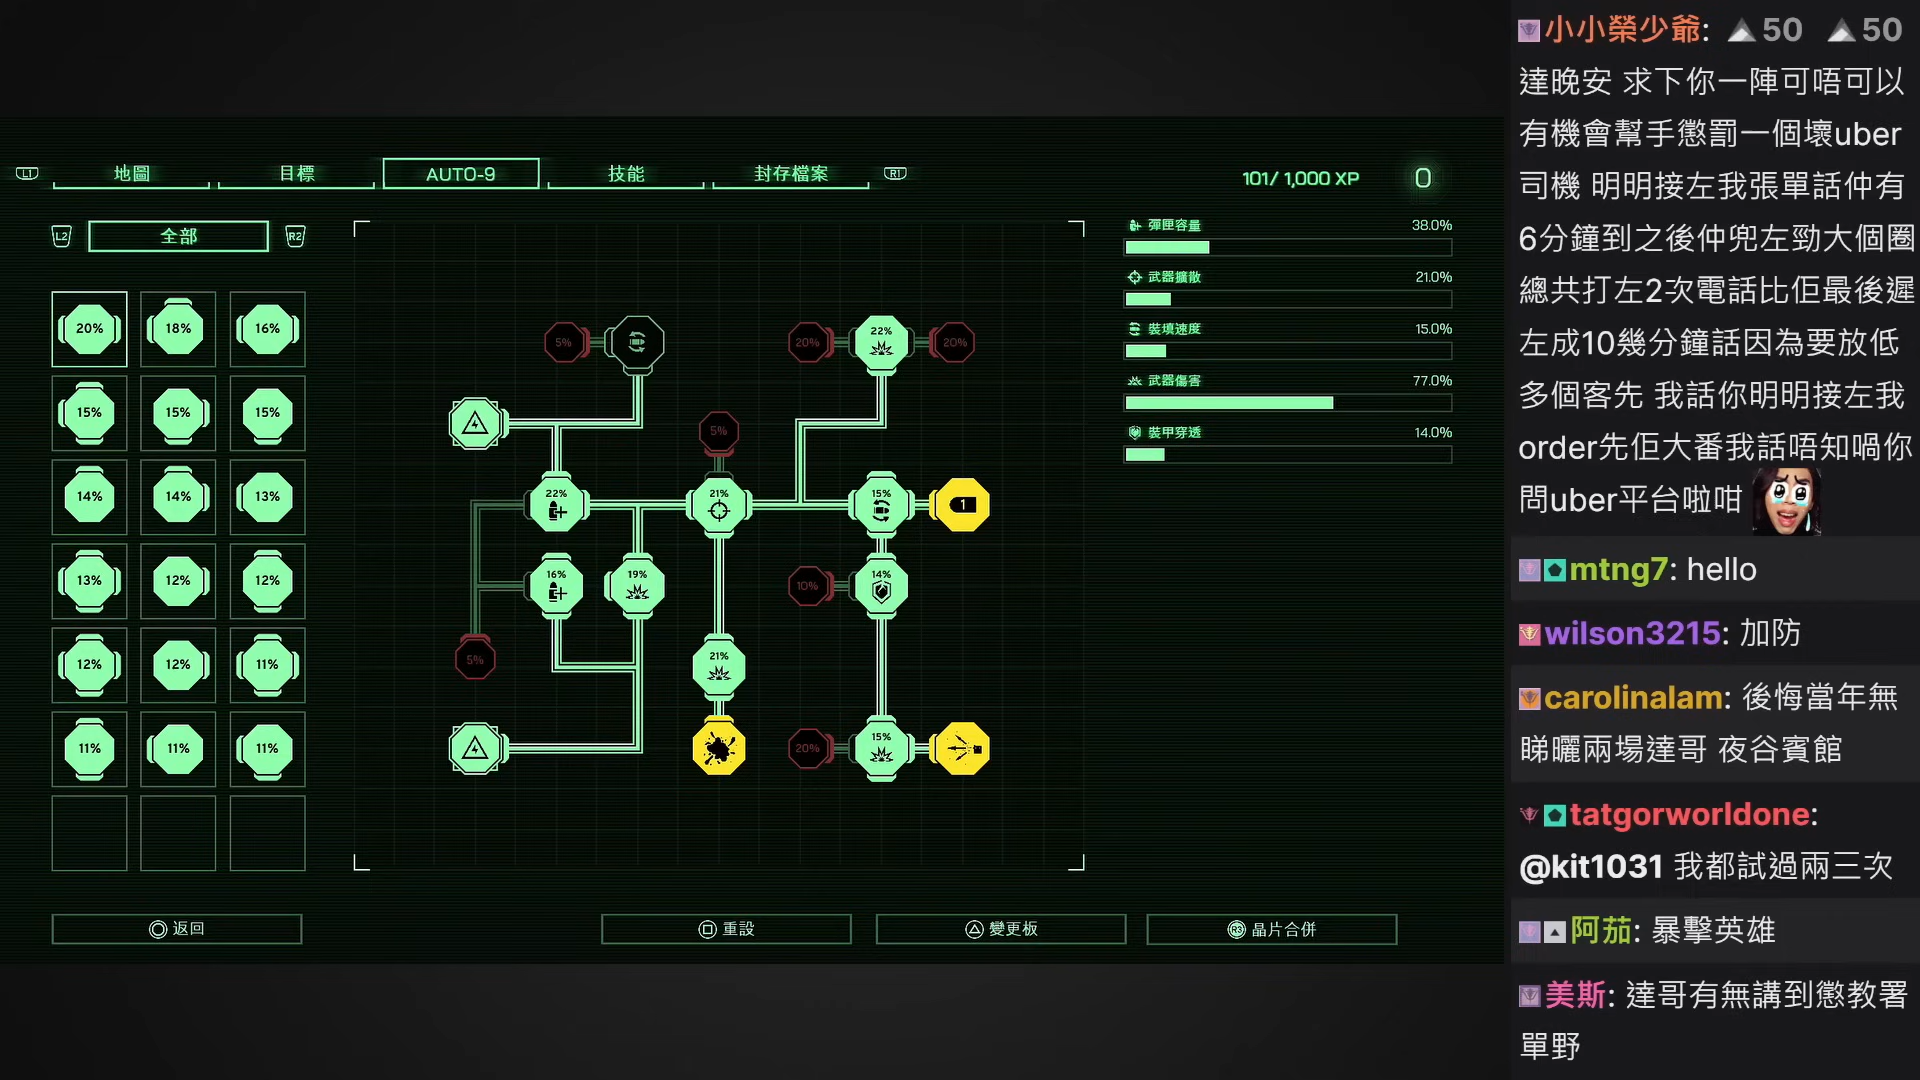 L1
地圖
目標
AUTO-9
技能
封存檔案
R1
101/ 1,000 XP
0
L2
全部
R2
20%
18%
16%
15%
15%
15%
14%
14%
13%
13%
12%
12%
12%
12%
11%
11%
11%
11%
5%
20%
22%
20%
5%
22%
21%
15%
1
16%
19%
10%
14%
5%
21%
20%
15%
彈匣容量
38.0%
武器擴散
21.0%
裝填速度
15.0%
武器傷害
77.0%
裝甲穿透
14.0%
返回
重設
變更板
R3 晶片合併
小小榮少爺: 50 50
達晚安 求下你一陣可唔可以
有機會幫手懲罰一個壞uber
司機 明明接左我張單話仲有
6分鐘到之後仲兜左勁大個圈
總共打左2次電話比佢最後遲
左成10幾分鐘話因為要放低
多個客先 我話你明明接左我
order先佢大番我話唔知喎你
問uber平台啦咁
mtng7: hello
wilson3215: 加防
carolinalam: 後悔當年無
睇曬兩場達哥 夜谷賓館
tatgorworldone:
@kit1031 我都試過兩三次
阿茄: 暴擊英雄
美斯: 達哥有無講到懲教署
單野